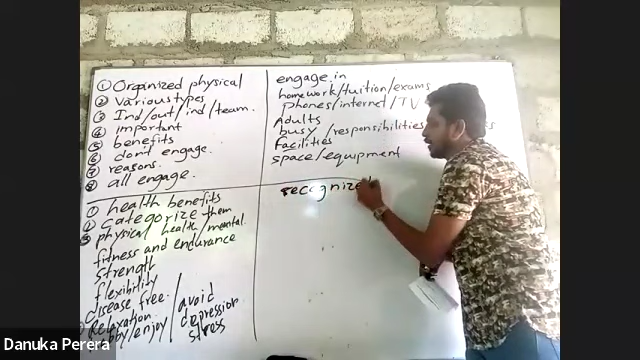 ① Organized physical
② Various types
③ Ind/out/ind/team.
④ important
⑤ benefits
⑥ don't engage.
⑦ reasons.
⑧ all engage.
① health benefits
② categorize them
③ physical health/mental.
fitness and endurance
strength
flexibility
disease free.
Relaxation
/enjoy
avoid
depression
stress
engage in
homework/tuition/exams
phones/internet/TV
Adults
busy/responsibilities
Facilities
space/equipment
recognize
Danuka Perera